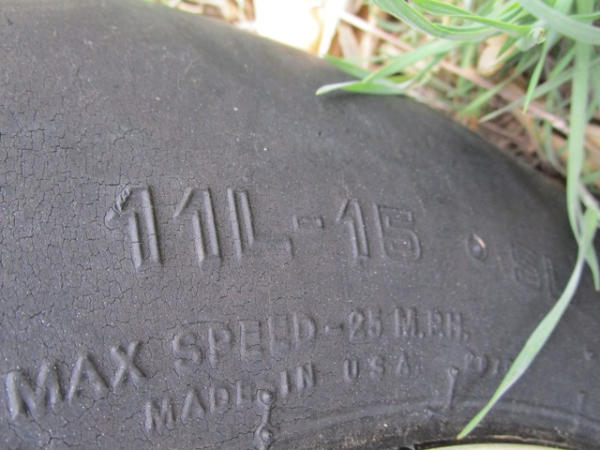 11L-15
MAX SPEED-25 M.P.H.
MADE IN U.S.A.